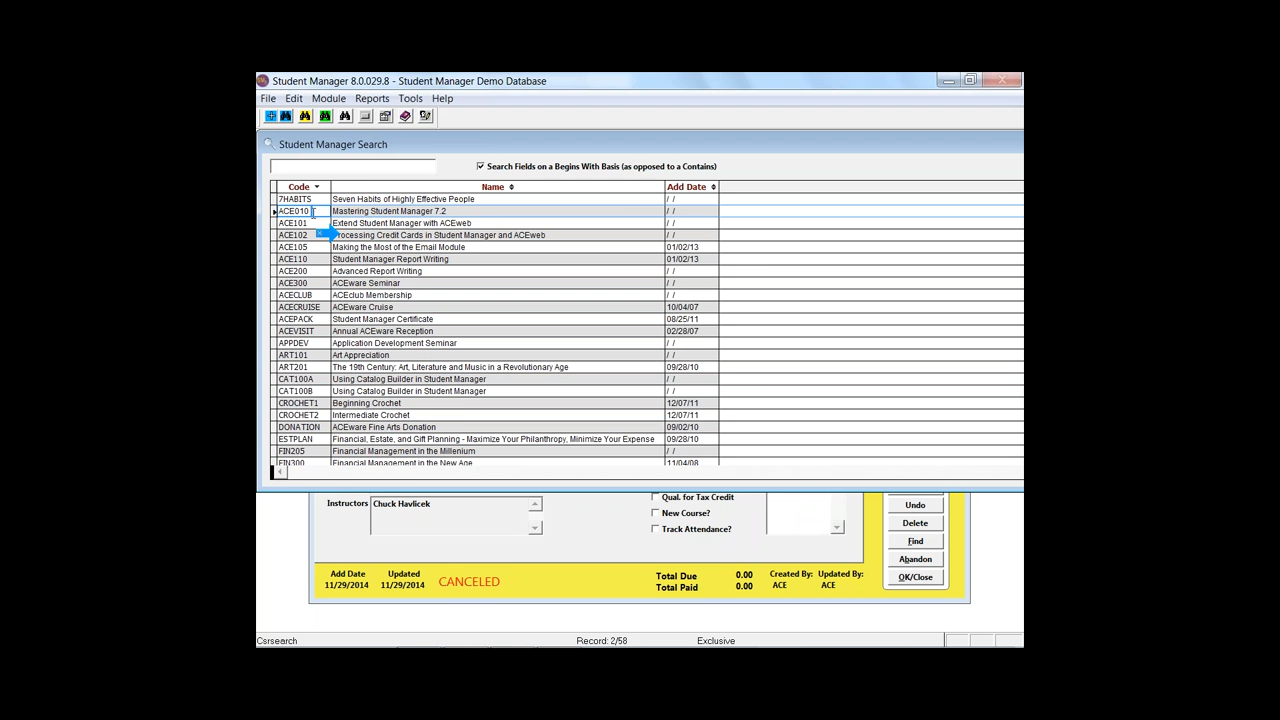 Student Manager 8.0.029.8 - Student Manager Demo Database
File Edit Module Reports Tools Help
Student Manager Search
Search Fields on a Begins With Basis (as opposed to a Contains)
Code Name Add Date
7HABITS Seven Habits of Highly Effective People / /
ACE010 Mastering Student Manager 7.2 / /
ACE101 Extend Student Manager with ACEweb / /
ACE102 Processing Credit Cards in Student Manager and ACEweb / /
ACE105 Making the Most of the Email Module 01/02/13
ACE110 Student Manager Report Writing 01/02/13
ACE200 Advanced Report Writing / /
ACE300 ACEware Seminar / /
ACECLUB ACEclub Membership / /
ACECRUISE ACEware Cruise 10/04/07
ACEPACK Student Manager Certificate 08/25/11
ACEVISIT Annual ACEware Reception 02/28/07
APPDEV Application Development Seminar / /
ART101 Art Appreciation / /
ART201 The 19th Century: Art, Literature and Music in a Revolutionary Age 09/28/10
CAT100A Using Catalog Builder in Student Manager / /
CAT100B Using Catalog Builder in Student Manager / /
CROCHET1 Beginning Crochet 12/07/11
CROCHET2 Intermediate Crochet 12/07/11
DONATION ACEware Fine Arts Donation 09/02/10
ESTPLAN Financial, Estate, and Gift Planning - Maximize Your Philanthropy, Minimize Your Expense 09/28/10
FIN205 Financial Management in the Millenium / /
FIN300 Financial Management in the New Age 11/04/08
Instructors Chuck Havlicek
Qual. for Tax Credit
New Course?
Track Attendance?
Undo
Delete
Find
Abandon
OK/Close
Add Date Updated
11/29/2014 11/29/2014
CANCELED
Total Due 0.00
Total Paid 0.00
Created By: Updated By:
ACE ACE
Csrsearch Record: 2/58 Exclusive